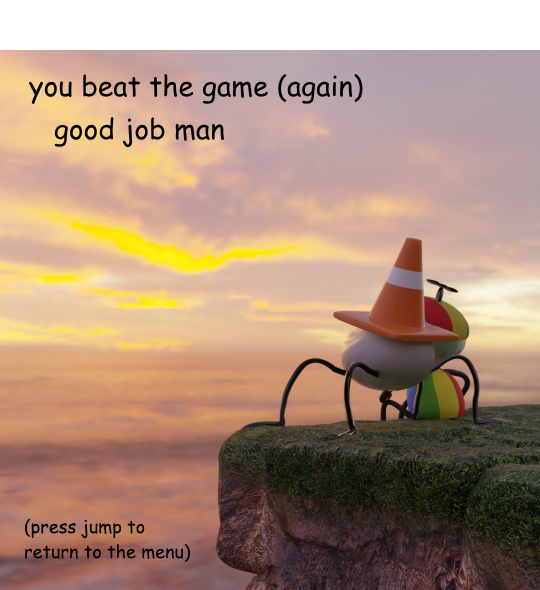 you beat the game (again)
good job man
(press jump to
return to the menu)